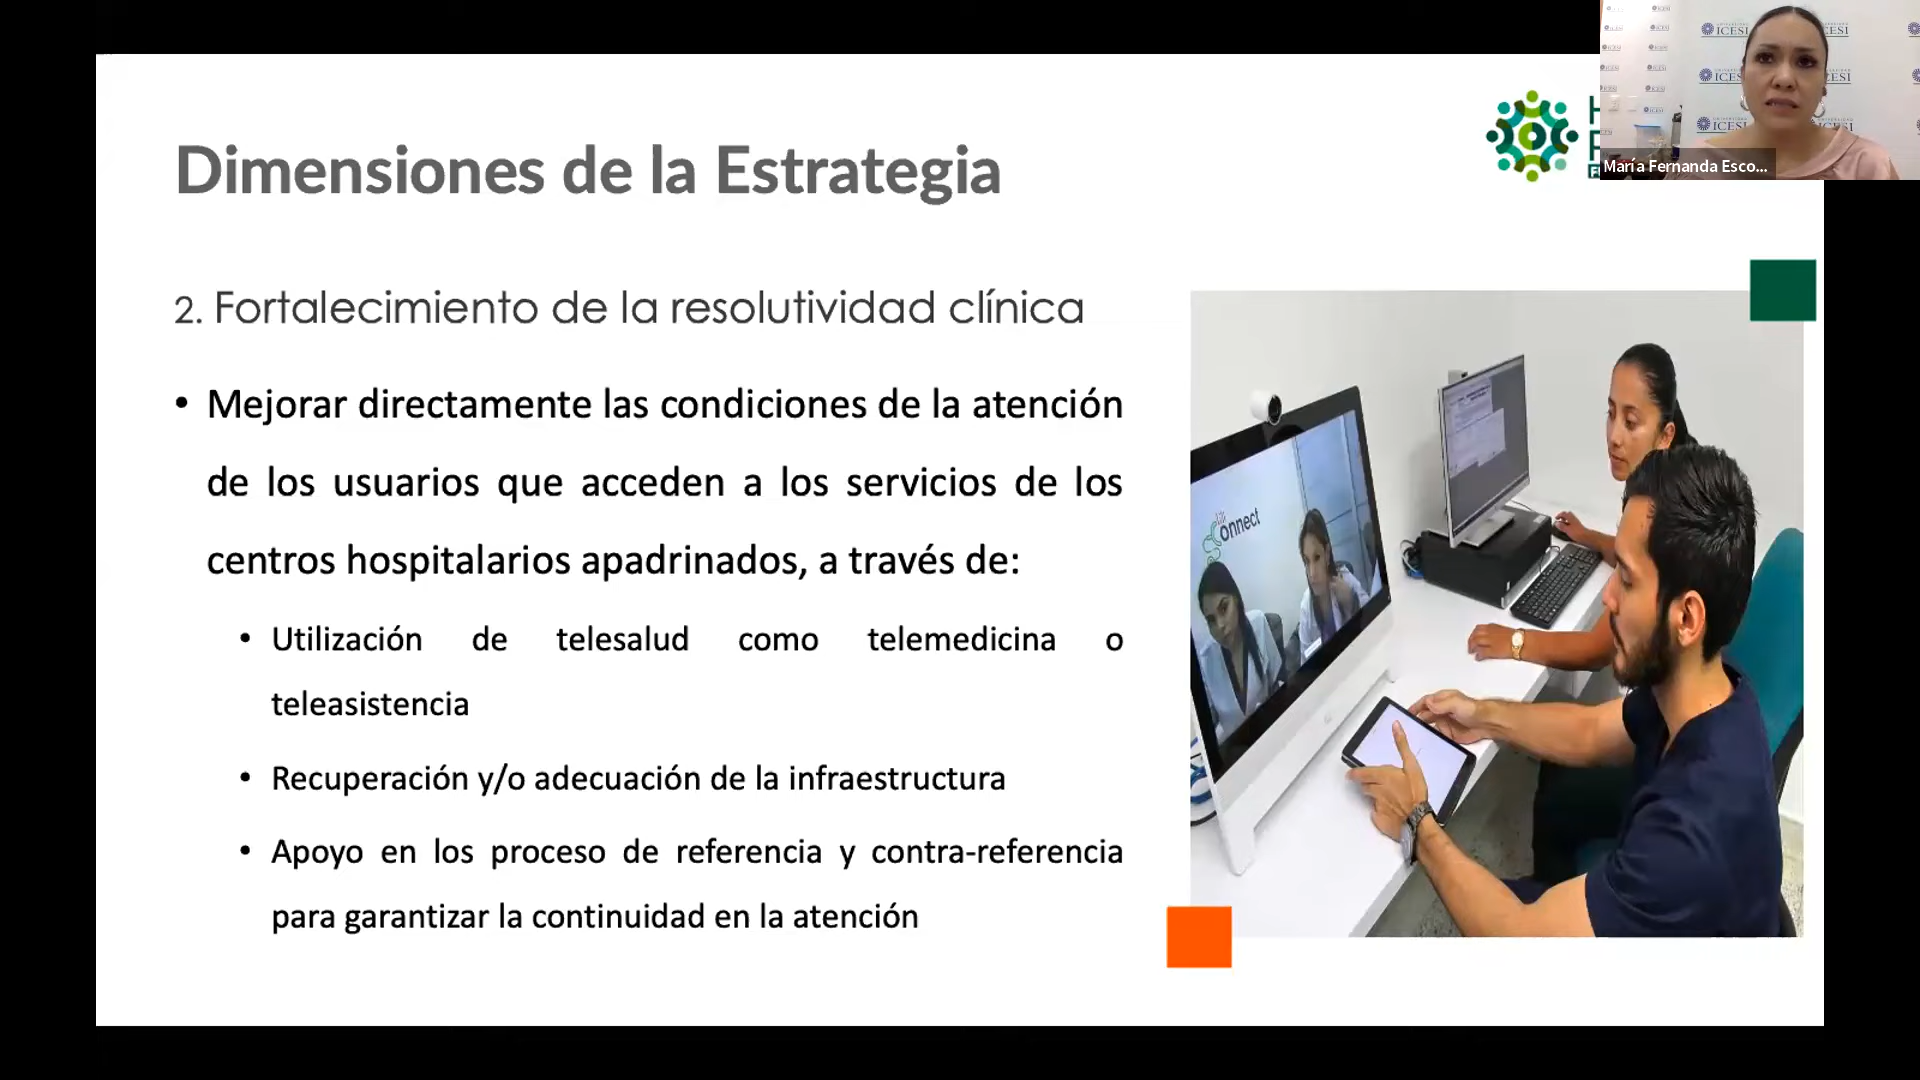 Dimensiones de la Estrategia
ICESI
María Fernanda Esco...
2. Fortalecimiento de la resolutividad clínica
• Mejorar directamente las condiciones de la atención
de los usuarios que acceden a los servicios de los
centros hospitalarios apadrinados, a través de:
• Utilización de telesalud como telemedicina o
teleasistencia
• Recuperación y/o adecuación de la infraestructura
• Apoyo en los proceso de referencia y contra-referencia
para garantizar la continuidad en la atención